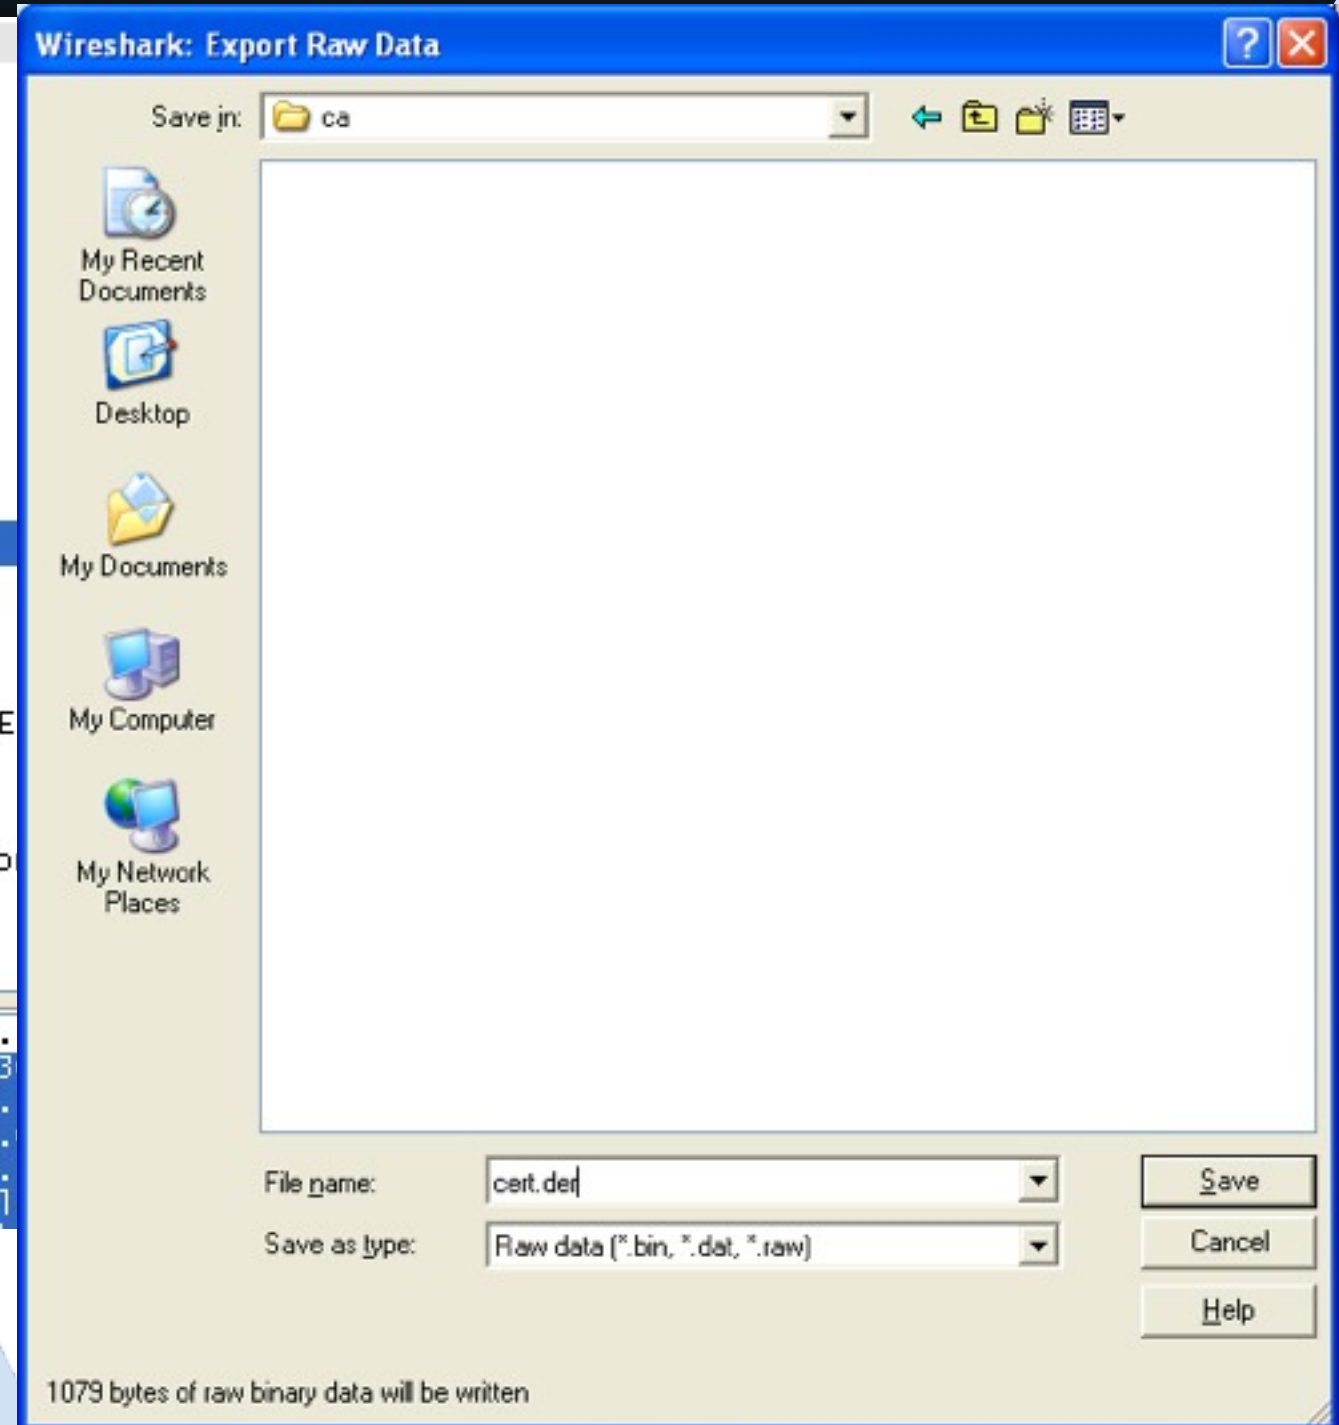 Wireshark: Export Raw Data
Save in:
ca
My Recent
Documents
Desktop
My Documents
My Computer
My Network
Places
File name:
cert.der
Save
Save as type:
Raw data (*.bin, *.dat, *.raw)
Cancel
Help
1079 bytes of raw binary data will be written